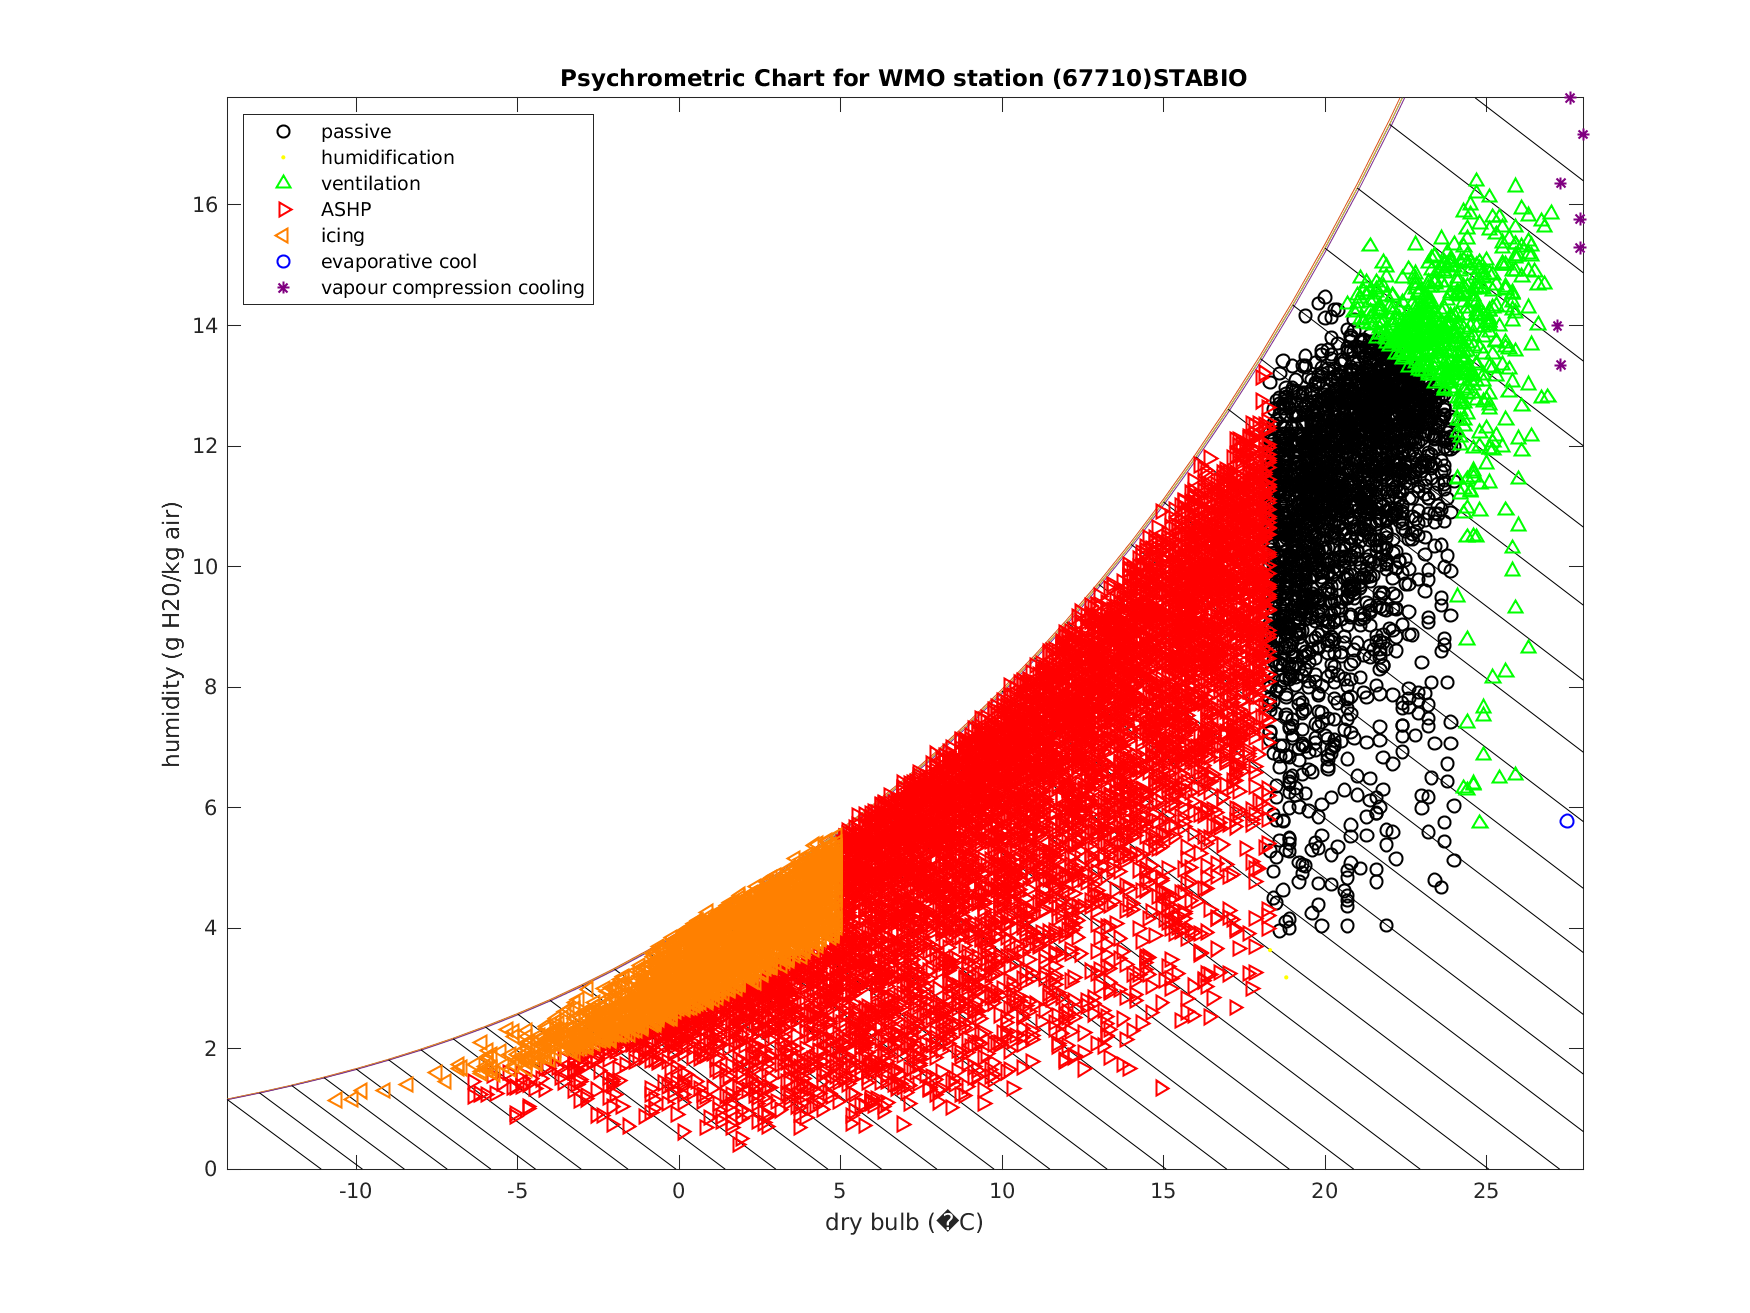 Psychrometric Chart for WMO station (67710)STABIO
passive
humidification
ventilation
ASHP
icing
evaporative cool
vapour compression cooling
humidity (g H20/kg air)
16
14
12
10
8
6
4
2
0
-10 -5 0 5 10 15 20 25
dry bulb (�C)